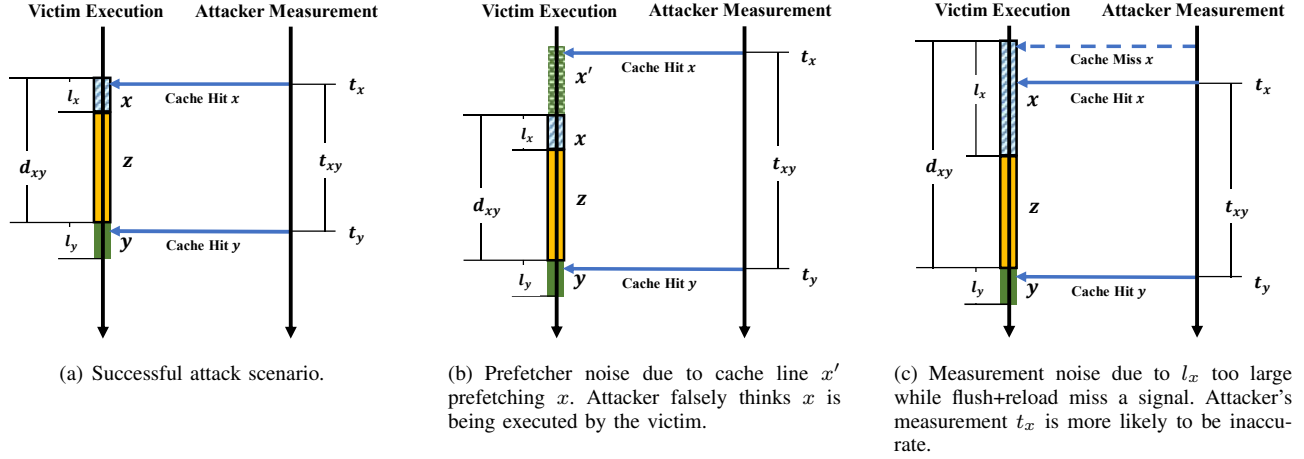 Victim Execution Attacker Measurement
l_x
x
Cache Hit x
t_x
d_xy
z
t_xy
l_y
y
Cache Hit y
t_y
(a) Successful attack scenario.
Victim Execution Attacker Measurement
x′
Cache Hit x
t_x
l_x
x
d_xy
z
t_xy
l_y
y
Cache Hit y
t_y
(b) Prefetcher noise due to cache line x′
prefetching x. Attacker falsely thinks x is
being executed by the victim.
Victim Execution Attacker Measurement
Cache Miss x
l_x
x
Cache Hit x
t_x
d_xy
z
t_xy
l_y
y
Cache Hit y
t_y
(c) Measurement noise due to l_x too large
while flush+reload miss a signal. Attacker's
measurement t_x is more likely to be inaccu-
rate.